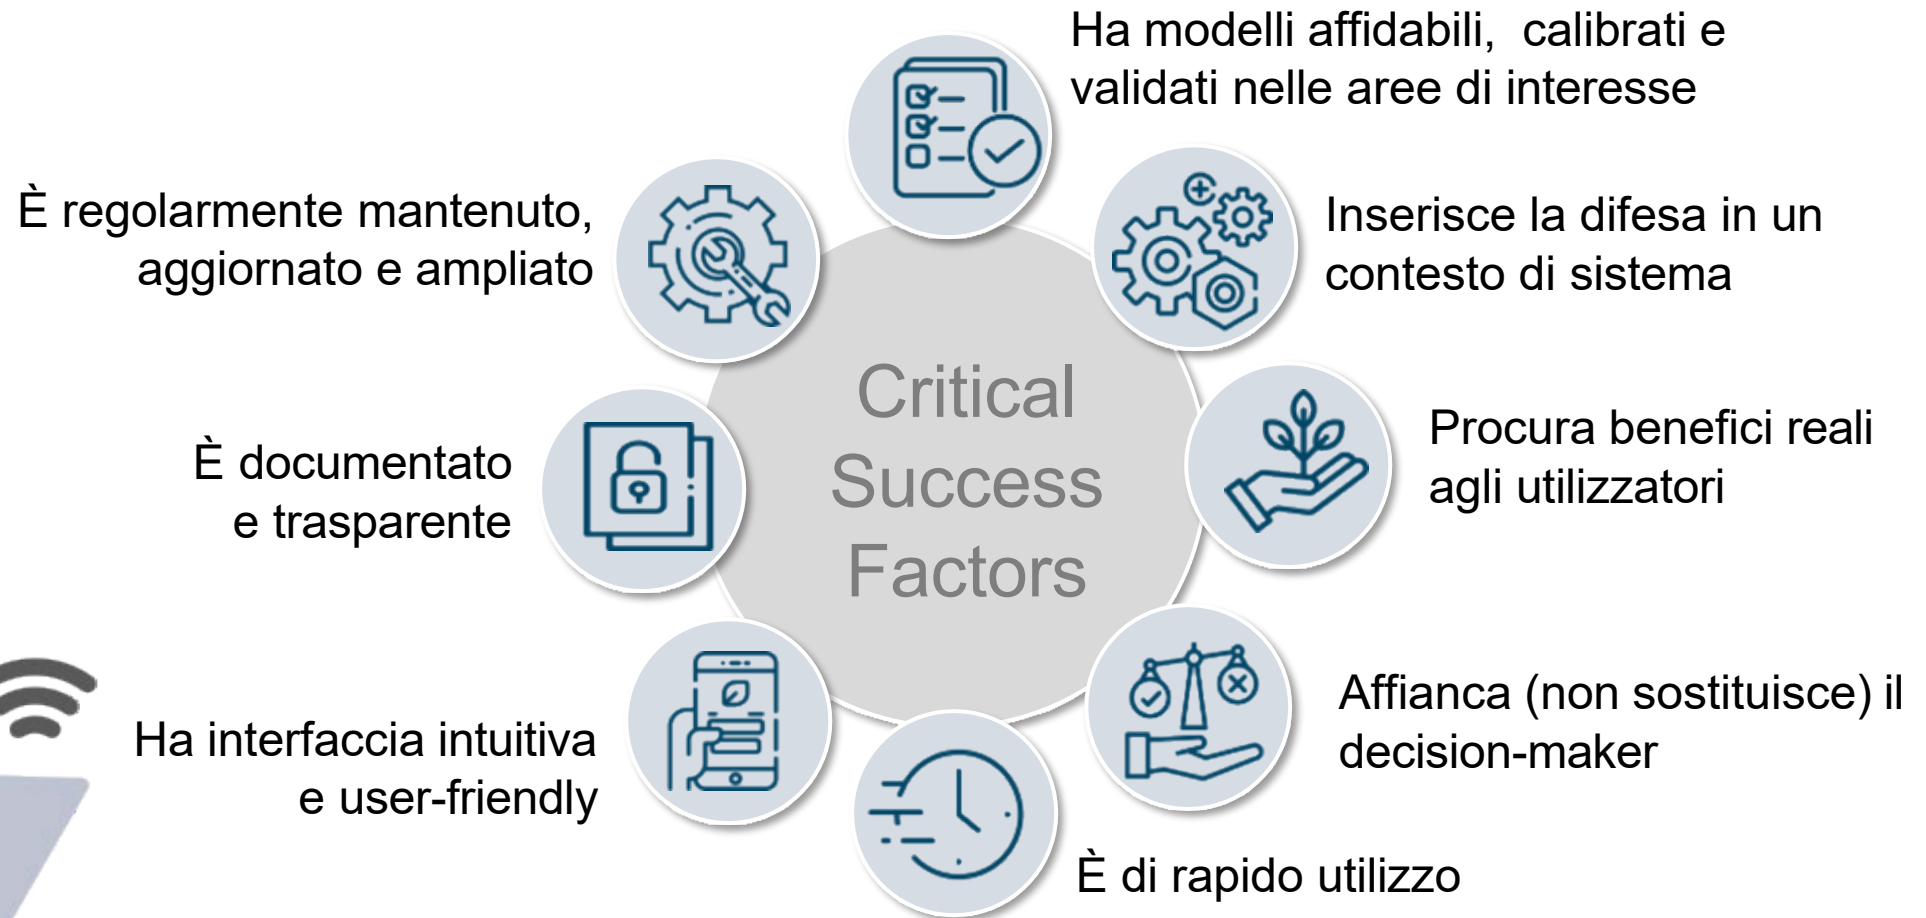 Ha modelli affidabili, calibrati e
validati nelle aree di interesse
Inserisce la difesa in un
contesto di sistema
Procura benefici reali
agli utilizzatori
Affianca (non sostituisce) il
decision-maker
È di rapido utilizzo
Ha interfaccia intuitiva
e user-friendly
È documentato
e trasparente
È regolarmente mantenuto,
aggiornato e ampliato
Critical
Success
Factors